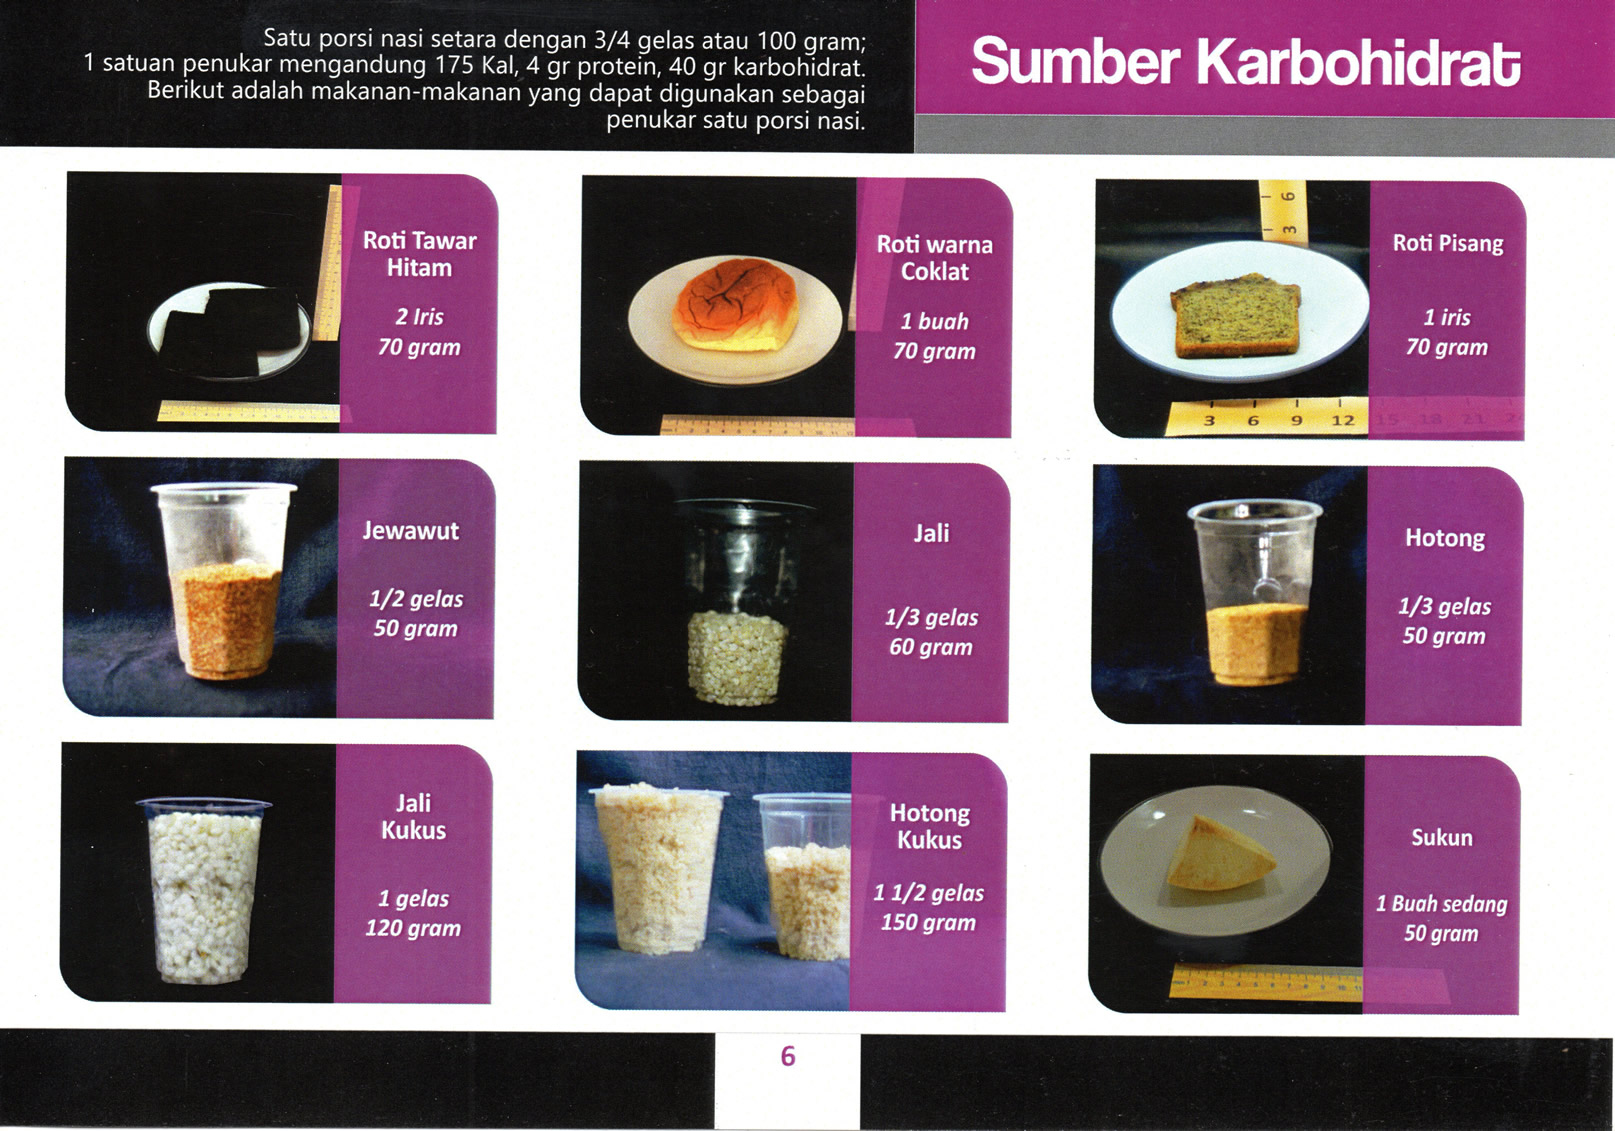 Satu porsi nasi setara dengan 3/4 gelas atau 100 gram;
1 satuan penukar mengandung 175 Kal, 4 gr protein, 40 gr karbohidrat.
Berikut adalah makanan-makanan yang dapat digunakan sebagai
penukar satu porsi nasi.
Sumber Karbohidrat
Roti Tawar
Hitam
2 Iris
70 gram
Roti warna
Coklat
1 buah
70 gram
6
3
Roti Pisang
1 iris
70 gram
3 6 9 12 15 18 21
Jewawut
1/2 gelas
50 gram
Jali
1/3 gelas
60 gram
Hotong
1/3 gelas
50 gram
Jali
Kukus
1 gelas
120 gram
Hotong
Kukus
1 1/2 gelas
150 gram
Sukun
1 Buah sedang
50 gram
6